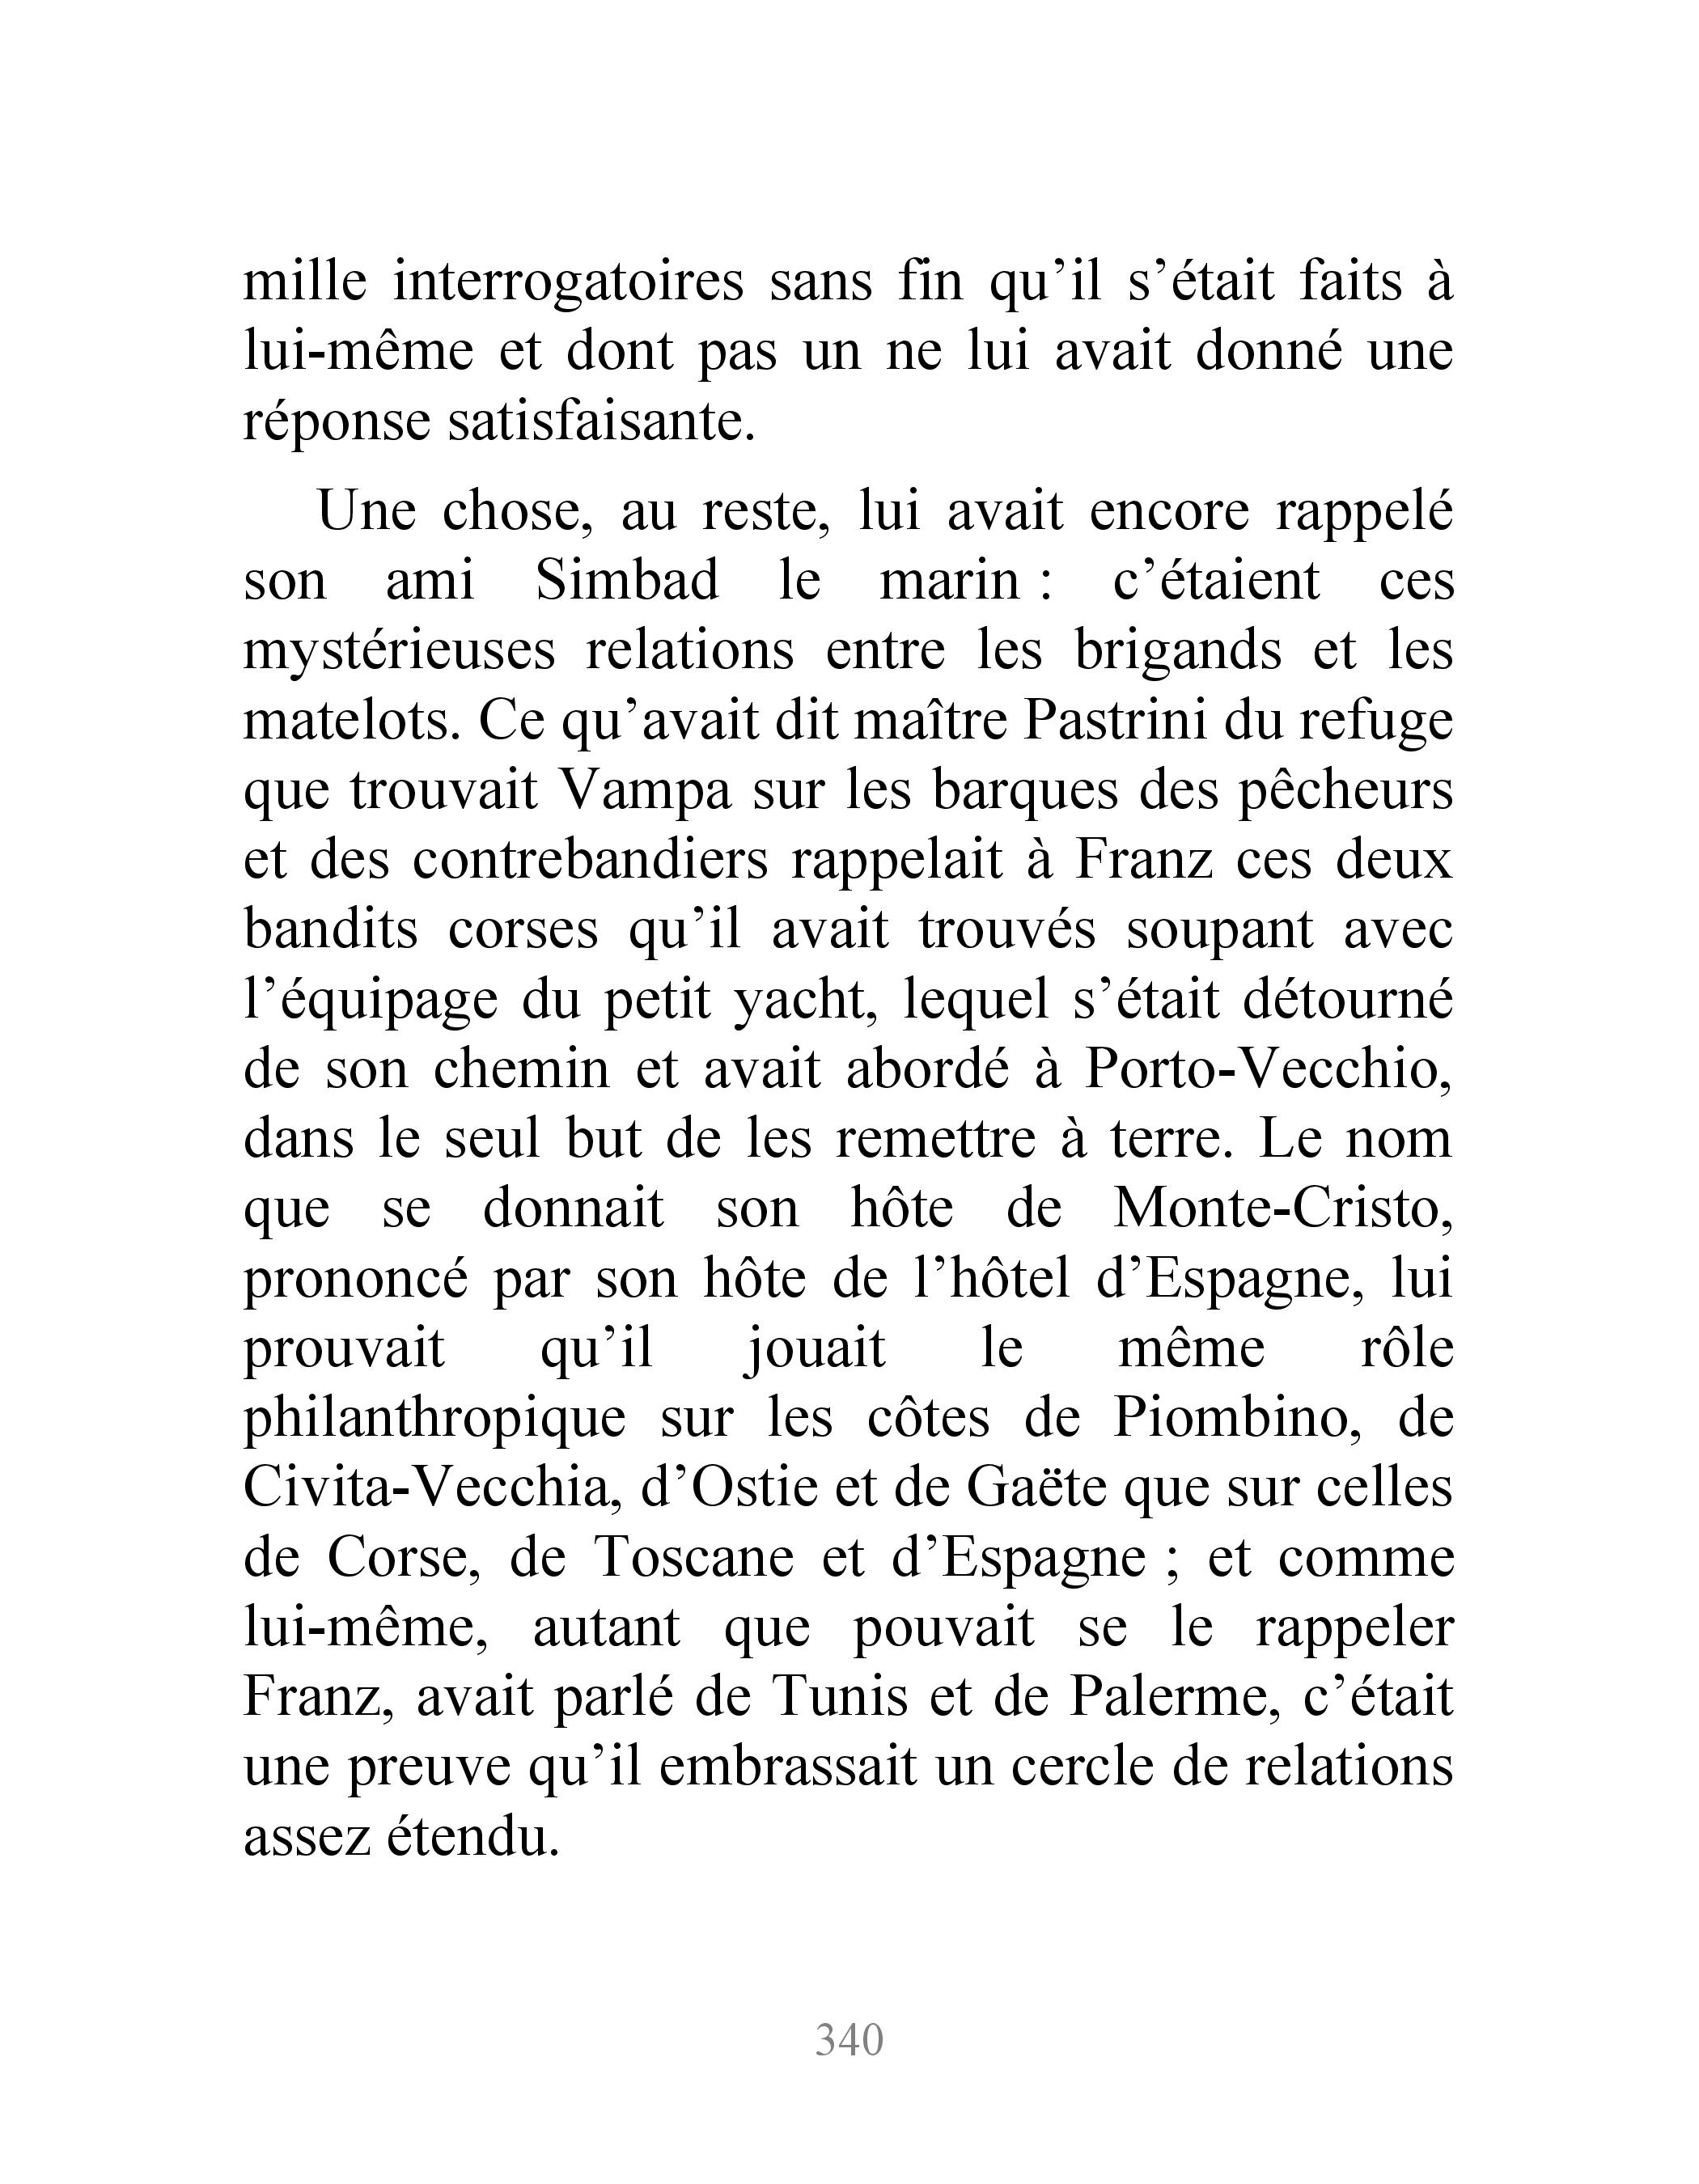 mille interrogatoires sans fin qu’il s’était faits à
lui-même et dont pas un ne lui avait donné une
réponse satisfaisante.
Une chose, au reste, lui avait encore rappelé
son ami Simbad le marin : c’étaient ces
mystérieuses relations entre les brigands et les
matelots. Ce qu’avait dit maître Pastrini du refuge
que trouvait Vampa sur les barques des pêcheurs
et des contrebandiers rappelait à Franz ces deux
bandits corses qu’il avait trouvés soupant avec
l’équipage du petit yacht, lequel s’était détourné
de son chemin et avait abordé à Porto-Vecchio,
dans le seul but de les remettre à terre. Le nom
que se donnait son hôte de Monte-Cristo,
prononcé par son hôte de l’hôtel d’Espagne, lui
prouvait qu’il jouait le même rôle
philanthropique sur les côtes de Piombino, de
Civita-Vecchia, d’Ostie et de Gaëte que sur celles
de Corse, de Toscane et d’Espagne ; et comme
lui-même, autant que pouvait se le rappeler
Franz, avait parlé de Tunis et de Palerme, c’était
une preuve qu’il embrassait un cercle de relations
assez étendu.
340